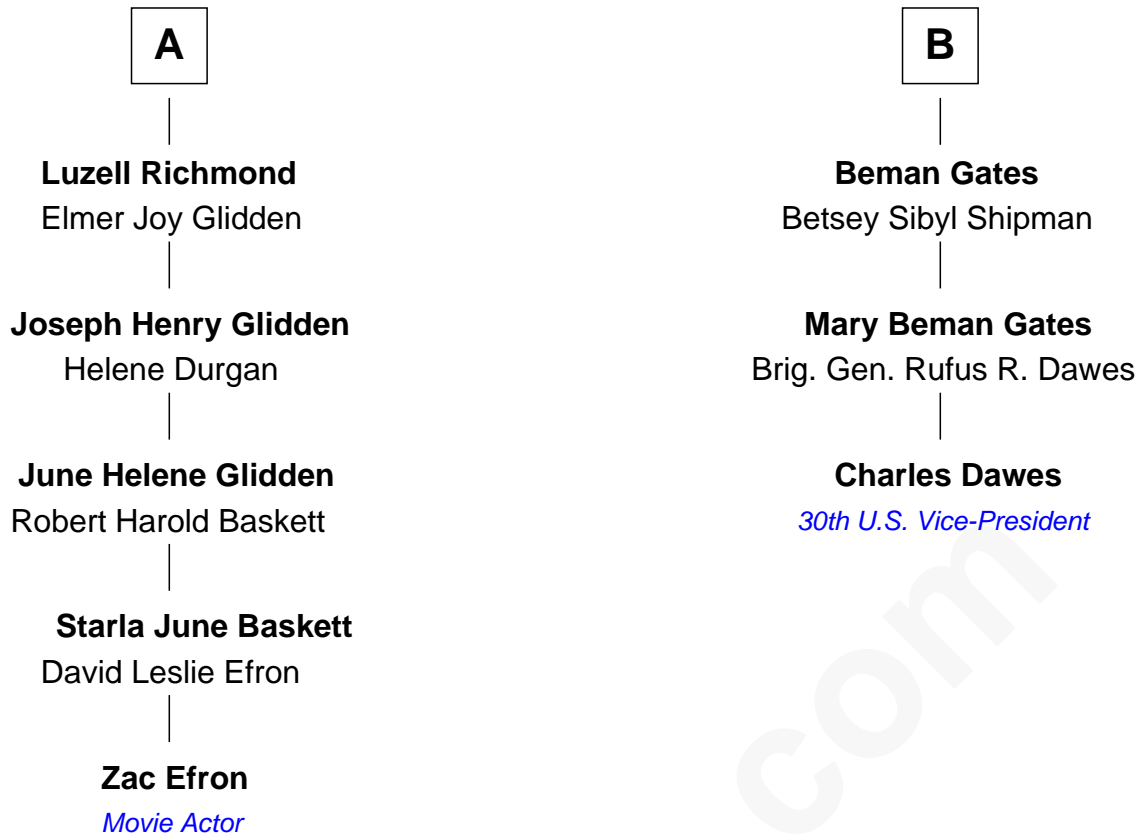 A
Luzell Richmond
Elmer Joy Glidden
Joseph Henry Glidden
Helene Durgan
June Helene Glidden
Robert Harold Baskett
Starla June Baskett
David Leslie Efron
Zac Efron
Movie Actor
B
Beman Gates
Betsey Sibyl Shipman
Mary Beman Gates
Brig. Gen. Rufus R. Dawes
Charles Dawes
30th U.S. Vice-President
com